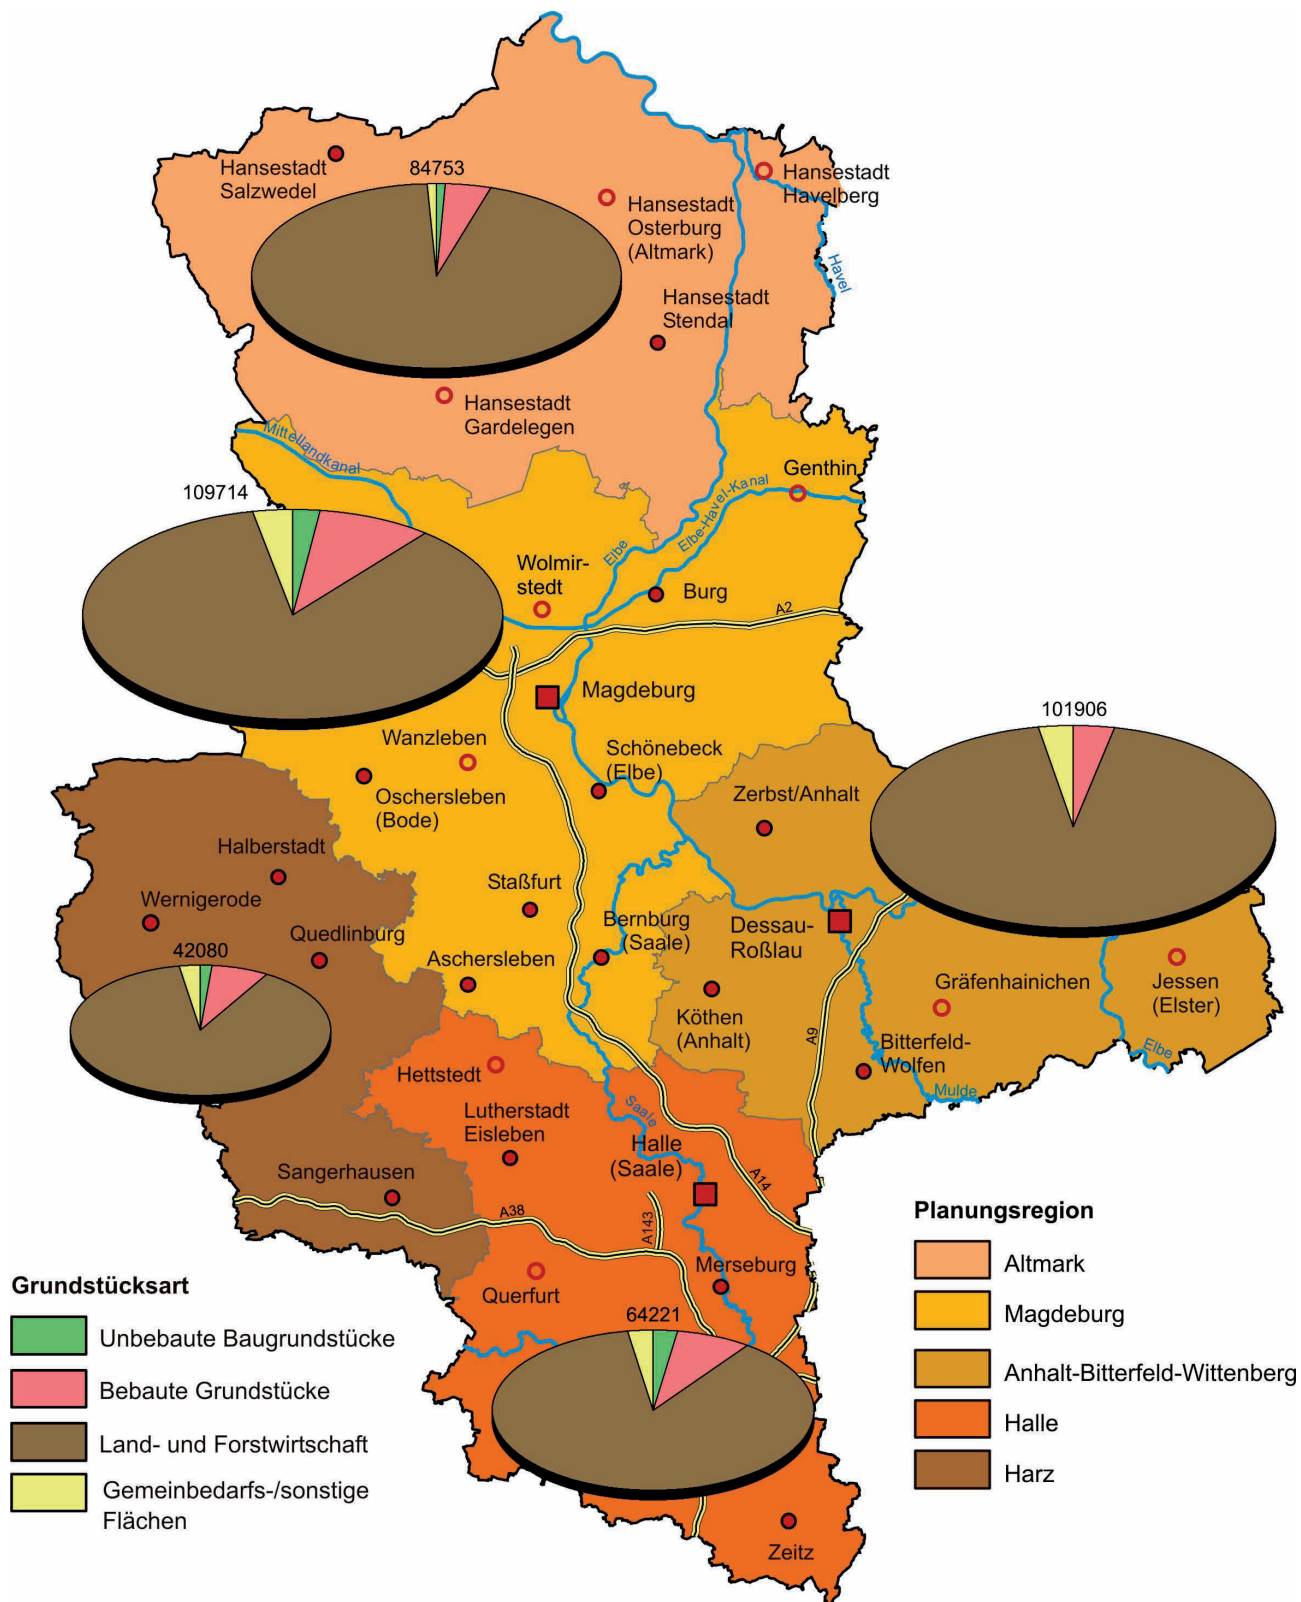 Hansestadt
Salzwedel
84753
Hansestadt
Osterburg
(Altmark)
Hansestadt
Havelberg
Havel
Hansestadt
Stendal
Hansestadt
Gardelegen
Mittellandkanal
109714
Genthin
Elbe-Havel-Kanal
Elbe
Wolmir-
stedt
Burg
A2
Magdeburg
101906
Wanzleben
Schönebeck
(Elbe)
Oschersleben
(Bode)
Zerbst/Anhalt
Halberstadt
Wernigerode
Staßfurt
Quedlinburg
42080
Bernburg
(Saale)
Dessau-
Roßlau
Aschersleben
Gräfenhainichen
Jessen
(Elster)
Köthen
(Anhalt)
A9
Bitterfeld-
Wolfen
Elbe
Mulde
Hettstedt
Lutherstadt
Eisleben
Saale
Halle
(Saale)
Sangerhausen
A14
A38
A143
Merseburg
Querfurt
64221
Zeitz
Grundstücksart
Unbebaute Baugrundstücke
Bebaute Grundstücke
Land- und Forstwirtschaft
Gemeinbedarfs-/sonstige
Flächen
Planungsregion
Altmark
Magdeburg
Anhalt-Bitterfeld-Wittenberg
Halle
Harz